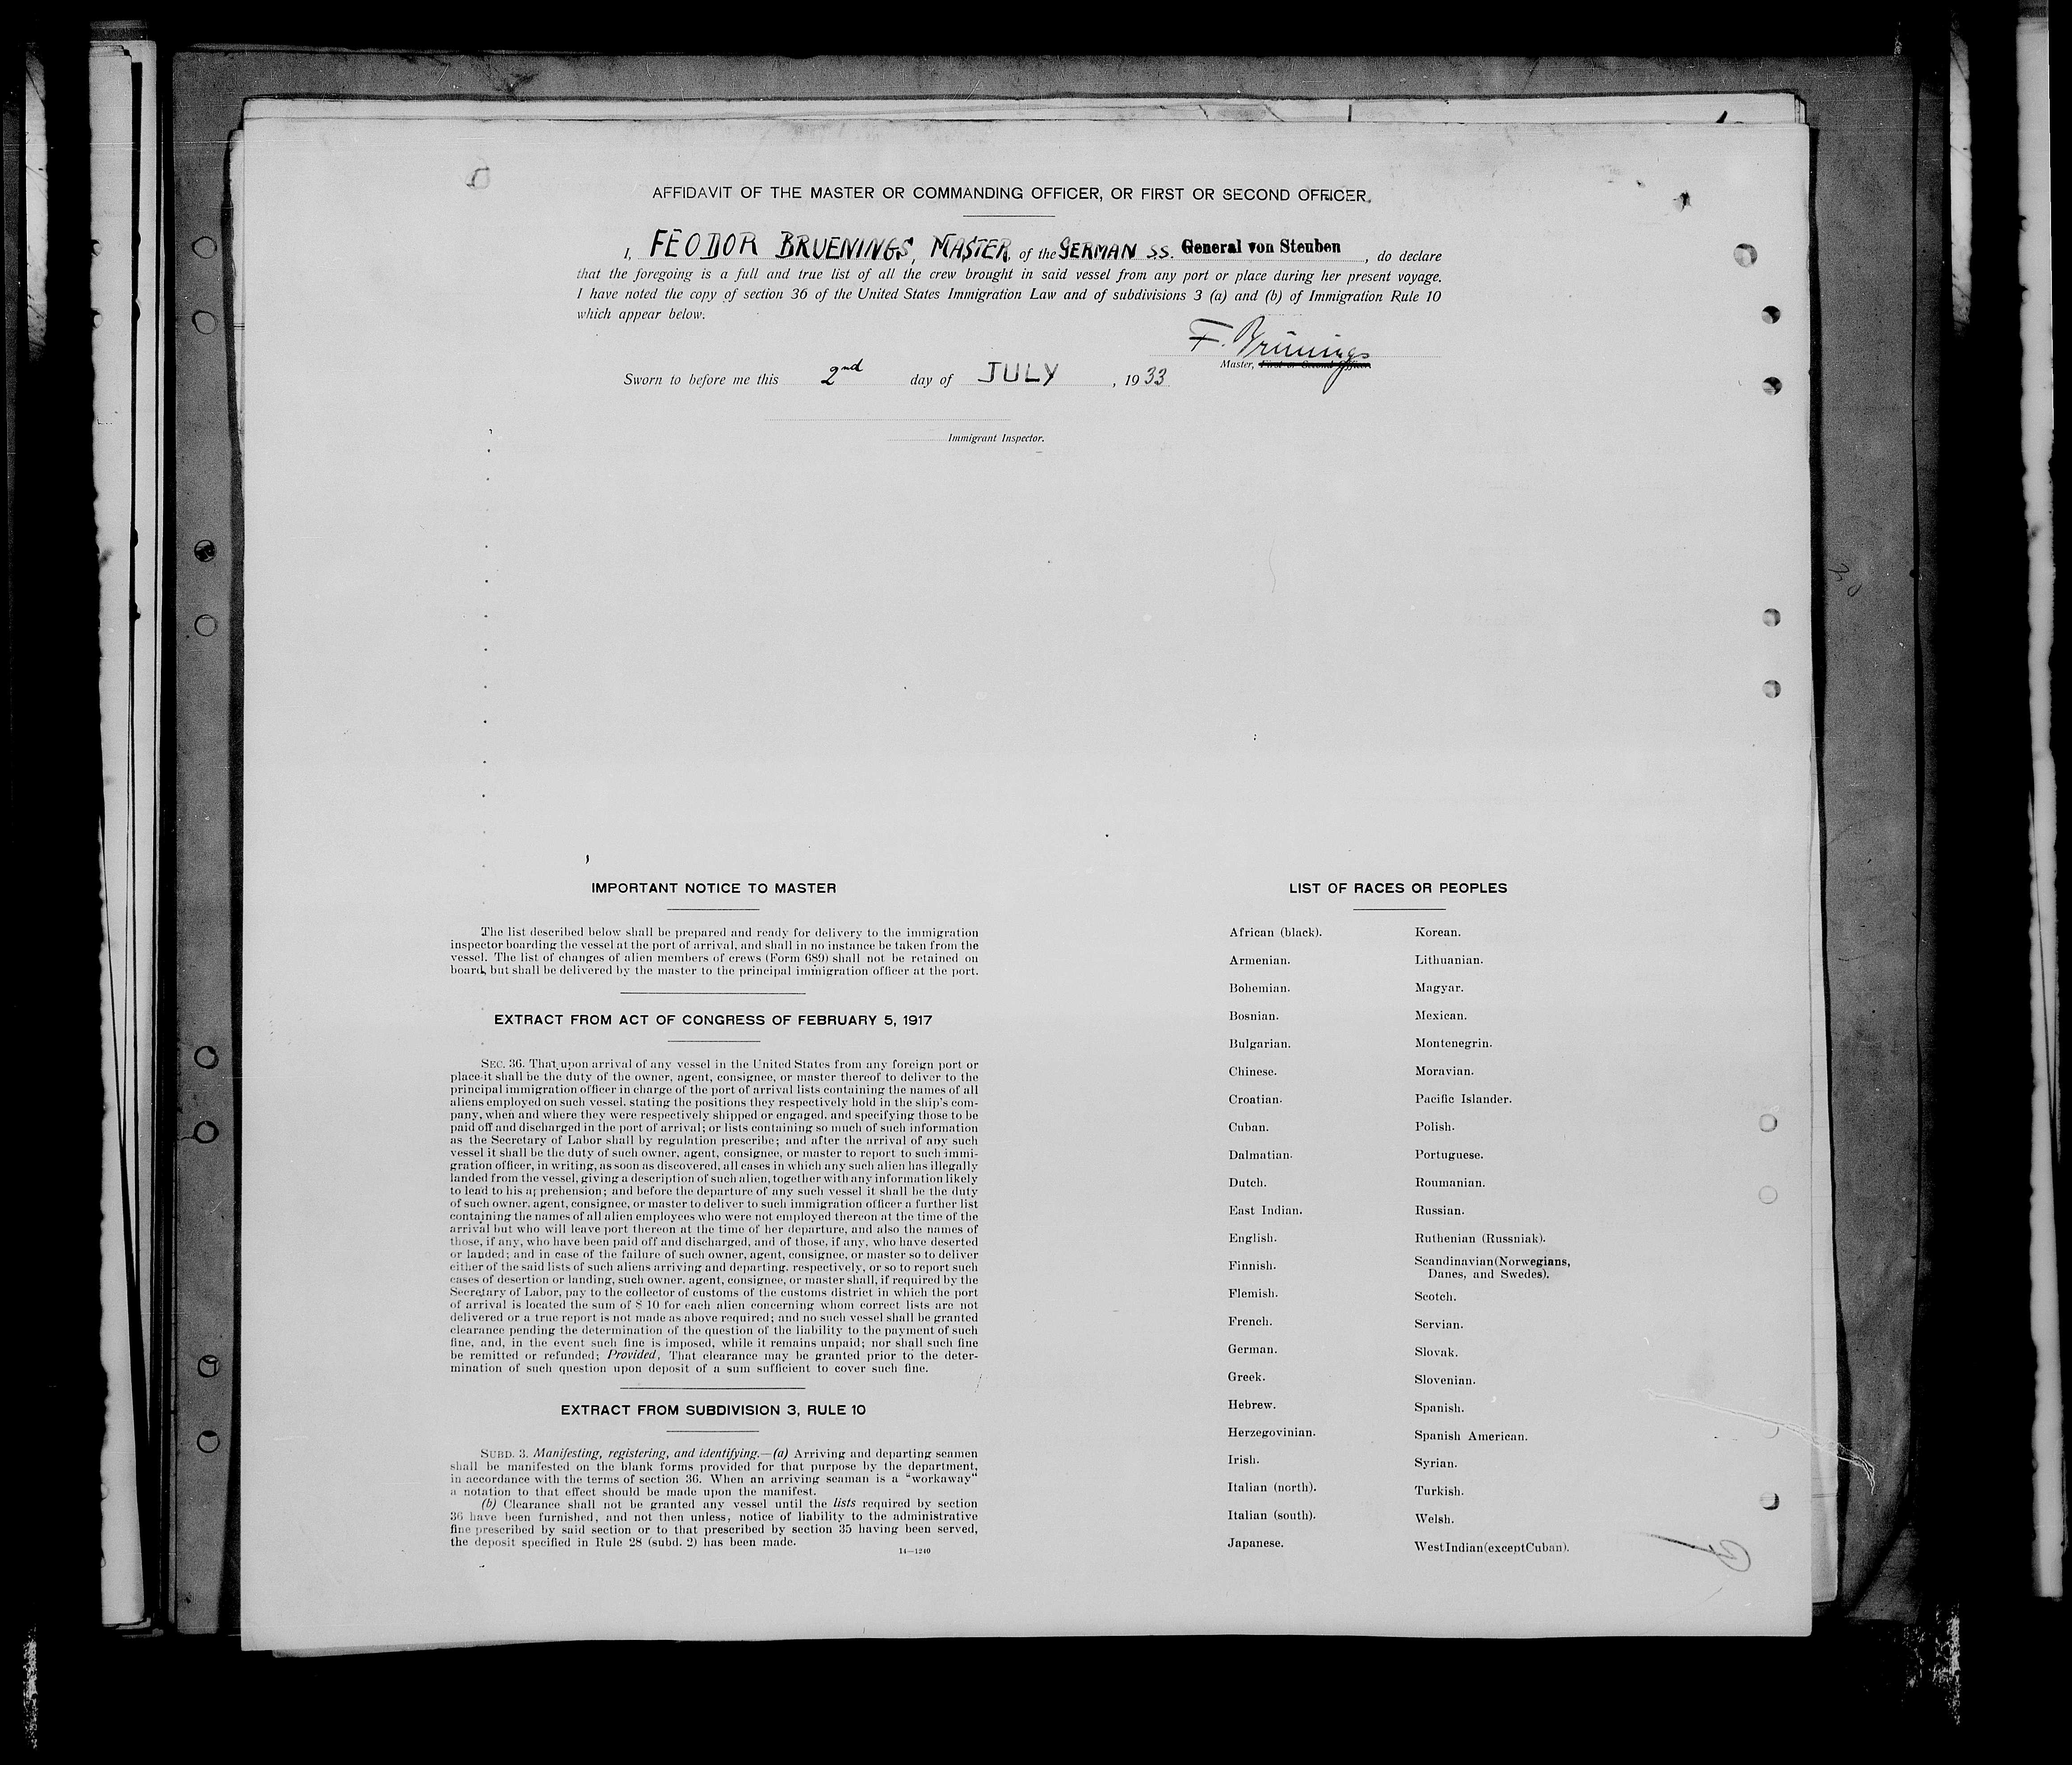 AFFIDAVIT OF THE MASTER OR COMMANDING OFFICER, OR FIRST OR SECOND OFFICER.
I, FEODOR BRUENINGS, MASTER, of the GERMAN SS. General von Steuben, do declare
that the foregoing is a full and true list of all the crew brought in said vessel from any port or place during her present voyage.
I have noted the copy of section 36 of the United States Immigration Law and of subdivisions 3 (a) and (b) of Immigration Rule 10
which appear below.
F. Brünings
Master, First or Second Officer.
Sworn to before me this 2nd day of JULY, 1933
Immigrant Inspector.
IMPORTANT NOTICE TO MASTER
The list described below shall be prepared and ready for delivery to the immigration
inspector boarding the vessel at the port of arrival, and shall in no instance be taken from the
vessel. The list of changes of alien members of crews (Form 689) shall not be retained on
board, but shall be delivered by the master to the principal immigration officer at the port.
EXTRACT FROM ACT OF CONGRESS OF FEBRUARY 5, 1917
SEC. 36. That upon arrival of any vessel in the United States from any foreign port or
place it shall be the duty of the owner, agent, consignee, or master thereof to deliver to the
principal immigration officer in charge of the port of arrival lists containing the names of all
aliens employed on such vessel, stating the positions they respectively hold in the ship's com-
pany, when and where they were respectively shipped or engaged, and specifying those to be
paid off and discharged in the port of arrival; or lists containing so much of such information
as the Secretary of Labor shall by regulation prescribe; and after the arrival of any such
vessel it shall be the duty of such owner, agent, consignee, or master to report to such immi-
gration officer, in writing, as soon as discovered, all cases in which any such alien has illegally
landed from the vessel, giving a description of such alien, together with any information likely
to lead to his apprehension; and before the departure of any such vessel it shall be the duty
of such owner, agent, consignee, or master to deliver to such immigration officer a further list
containing the names of all alien employees who were not employed thereon at the time of the
arrival but who will leave port thereon at the time of her departure, and also the names of
those, if any, who have been paid off and discharged, and of those, if any, who have deserted
or landed; and in case of the failure of such owner, agent, consignee, or master so to deliver
either of the said lists of such aliens arriving and departing, respectively, or so to report such
cases of desertion or landing, such owner, agent, consignee, or master shall, if required by the
Secretary of Labor, pay to the collector of customs of the customs district in which the port
of arrival is located the sum of $ 10 for each alien concerning whom correct lists are not
delivered or a true report is not made as above required; and no such vessel shall be granted
clearance pending the determination of the question of the liability to the payment of such
fine, and, in the event such fine is imposed, while it remains unpaid; nor shall such fine
be remitted or refunded; Provided, That clearance may be granted prior to the deter-
mination of such question upon deposit of a sum sufficient to cover such fine.
EXTRACT FROM SUBDIVISION 3, RULE 10
SUBD. 3. Manifesting, registering, and identifying.—(a) Arriving and departing seamen
shall be manifested on the blank forms provided for that purpose by the department,
in accordance with the terms of section 36. When an arriving seaman is a "workaway"
a notation to that effect should be made upon the manifest.
(b) Clearance shall not be granted any vessel until the lists required by section
36 have been furnished, and not then unless, notice of liability to the administrative
fine prescribed by said section or to that prescribed by section 35 having been served,
the deposit specified in Rule 28 (subd. 2) has been made.
14—1240
LIST OF RACES OR PEOPLES
African (black).
Armenian.
Bohemian.
Bosnian.
Bulgarian.
Chinese.
Croatian.
Cuban.
Dalmatian.
Dutch.
East Indian.
English.
Finnish.
Flemish.
French.
German.
Greek.
Hebrew.
Herzegovinian.
Irish.
Italian (north).
Italian (south).
Japanese.
Korean.
Lithuanian.
Magyar.
Mexican.
Montenegrin.
Moravian.
Pacific Islander.
Polish.
Portuguese.
Roumanian.
Russian.
Ruthenian (Russniak).
Scandinavian (Norwegians,
Danes, and Swedes).
Scotch.
Servian.
Slovak.
Slovenian.
Spanish.
Spanish American.
Syrian.
Turkish.
Welsh.
West Indian (except Cuban).